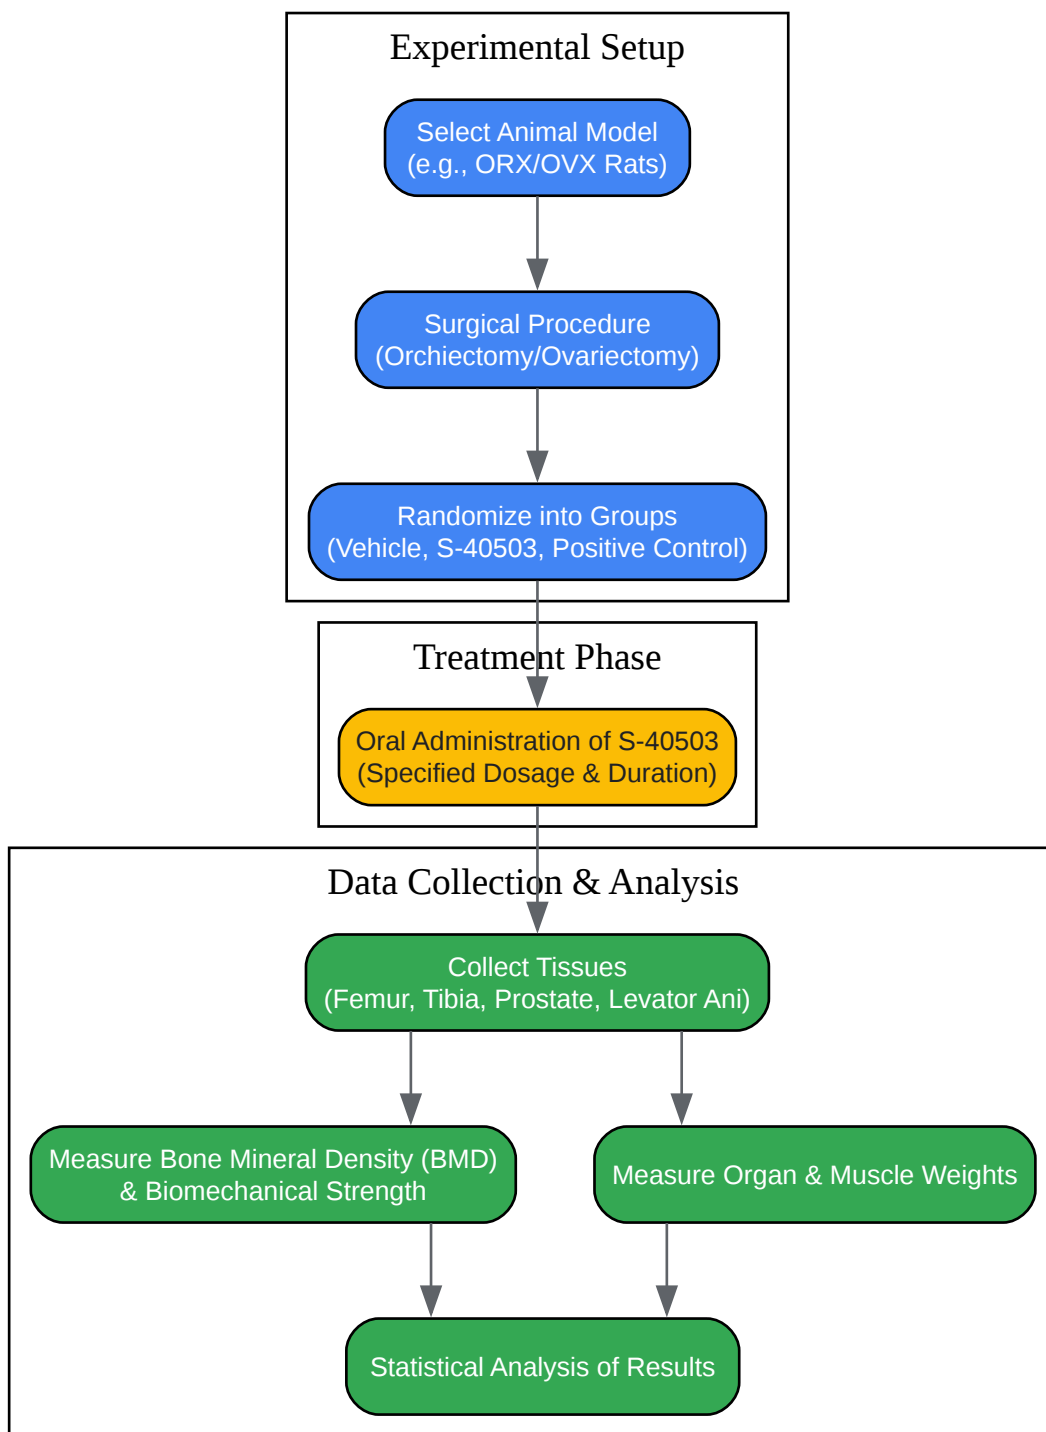 Experimental Setup
Select Animal Model
(e.g., ORX/OVX Rats)
Surgical Procedure
(Orchiectomy/Ovariectomy)
Randomize into Groups
(Vehicle, S-40503, Positive Control)
Treatment Phase
Oral Administration of S-40503
(Specified Dosage & Duration)
Data Collection & Analysis
Collect Tissues
(Femur, Tibia, Prostate, Levator Ani)
Measure Bone Mineral Density (BMD)
& Biomechanical Strength
Measure Organ & Muscle Weights
Statistical Analysis of Results